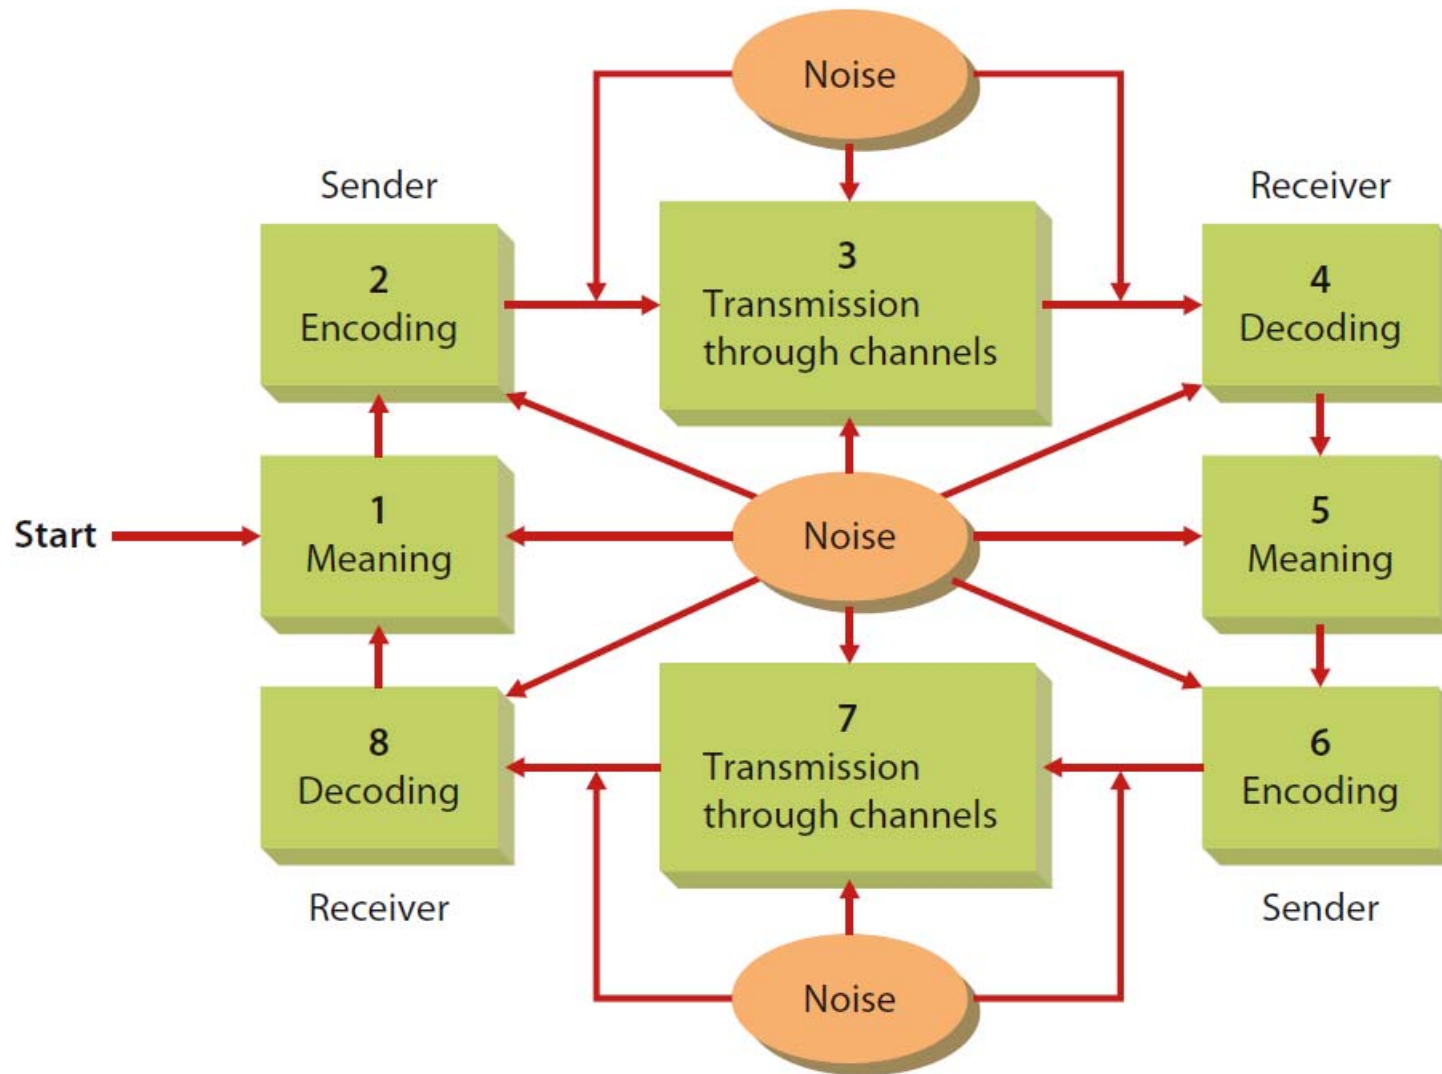 Noise
Sender
Receiver
2
Encoding
3
Transmission
through channels
4
Decoding
Start
1
Meaning
Noise
5
Meaning
8
Decoding
7
Transmission
through channels
6
Encoding
Receiver
Sender
Noise